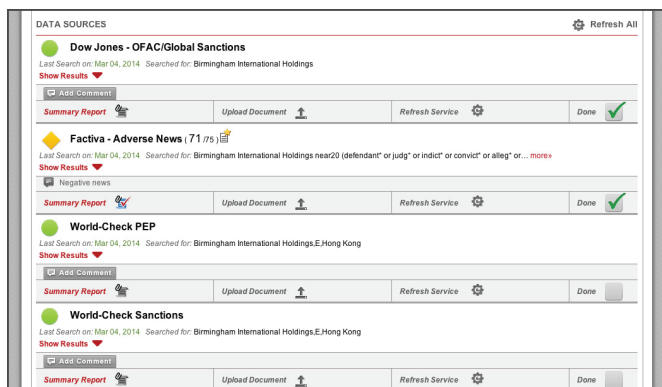 DATA SOURCES Refresh All
Dow Jones - OFAC/Global Sanctions
Last Search on: Mar 04, 2014 Searched for: Birmingham International Holdings
Show Results
Add Comment
Summary Report Upload Document Refresh Service Done
Factiva - Adverse News ( 71 /75 )
Last Search on: Mar 04, 2014 Searched for: Birmingham International Holdings near20 (defendant* or judg* or indict* or convict* or alleg* or... more»
Show Results
Negative news
Summary Report Upload Document Refresh Service Done
World-Check PEP
Last Search on: Mar 04, 2014 Searched for: Birmingham International Holdings,E,Hong Kong
Show Results
Add Comment
Summary Report Upload Document Refresh Service Done
World-Check Sanctions
Last Search on: Mar 04, 2014 Searched for: Birmingham International Holdings,E,Hong Kong
Show Results
Add Comment
Summary Report Upload Document Refresh Service Done